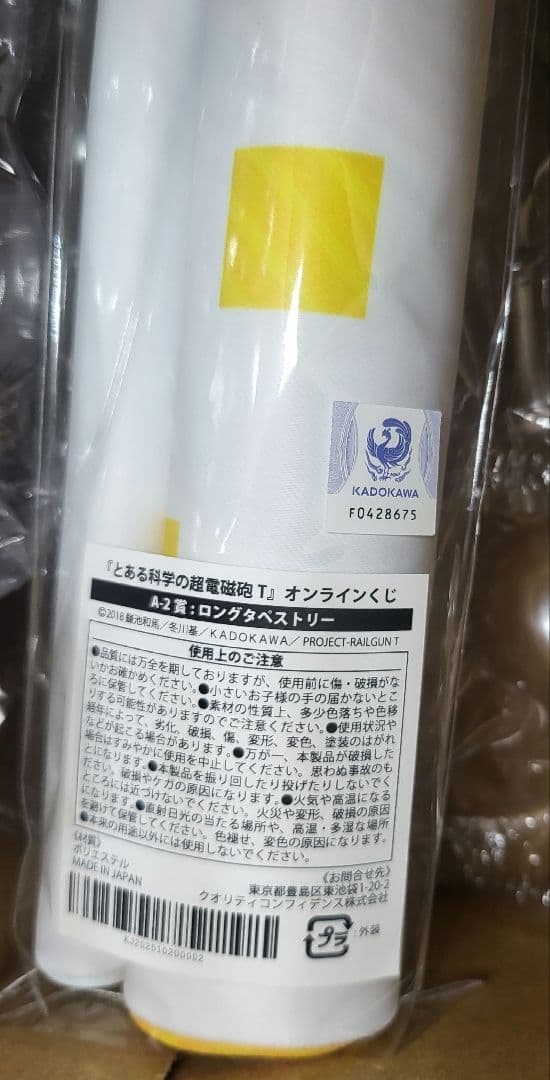 KADOKAWA
F0428675
『とある科学の超電磁砲T』オンラインくじ
A-2賞：ロングタペストリー
©2018 鎌池和馬／冬川基／KADOKAWA／PROJECT-RAILGUN T
使用上のご注意
●品質には万全を期しておりますが、使用前に傷・破損がな
いかお確かめください。●小さいお子様の手の届かないとこ
ろに保管してください。●素材の性質上、多少色落ちや色移
りする可能性がありますのでご注意ください。●使用状況や
経年によって、劣化、破損、傷、変形、変色、塗装のはがれ
などが起こる場合があります。●万が一、本製品が破損した
場合はすみやかに使用を中止してください。思わぬ事故のも
とになります。●本製品を振り回したり投げたりしないでく
ださい。破損やケガの原因になります。●火気や高温になる
ところには近づけないでください。火災や変形、破損の原因
になります。●直射日光の当たる場所や、高温・多湿な場所
を避けて保管してください。色褪せ、変色の原因になります。
●本来の用途以外には使用しないでください。
《材質》
ポリエステル
MADE IN JAPAN
《お問合せ先》
東京都豊島区東池袋1-20-2
クオリティコンフィデンス株式会社
KJ202510200002
プラ
：外装